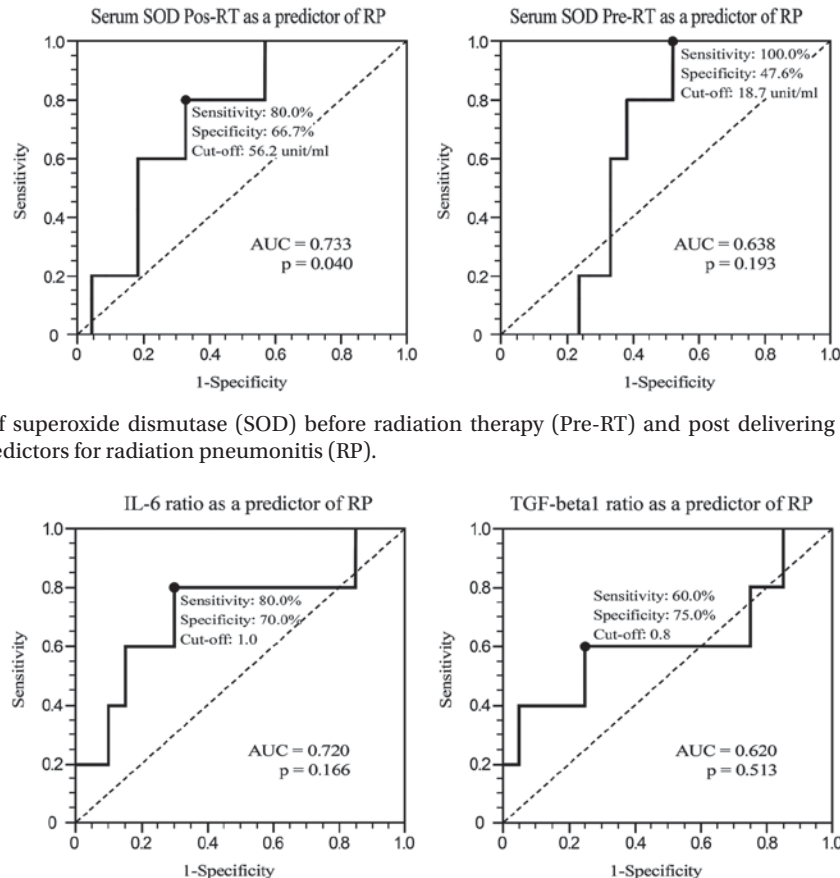 Serum SOD Pos-RT as a predictor of RP
1.0
0.8
0.6
0.4
0.2
0
Sensitivity
Sensitivity: 80.0%
Specificity: 66.7%
Cut-off: 56.2 unit/ml
AUC = 0.733
p = 0.040
0 0.2 0.4 0.6 0.8 1.0
1-Specificity
Serum SOD Pre-RT as a predictor of RP
1.0
0.8
0.6
0.4
0.2
0
Sensitivity
Sensitivity: 100.0%
Specificity: 47.6%
Cut-off: 18.7 unit/ml
AUC = 0.638
p = 0.193
0 0.2 0.4 0.6 0.8 1.0
1-Specificity
superoxide dismutase (SOD) before radiation therapy (Pre-RT) and post delivering
predictors for radiation pneumonitis (RP).
IL-6 ratio as a predictor of RP
1.0
0.8
0.6
0.4
0.2
0
Sensitivity
Sensitivity: 80.0%
Specificity: 70.0%
Cut-off: 1.0
AUC = 0.720
p = 0.166
0 0.2 0.4 0.6 0.8 1.0
1-Specificity
TGF-beta1 ratio as a predictor of RP
1.0
0.8
0.6
0.4
0.2
0
Sensitivity
Sensitivity: 60.0%
Specificity: 75.0%
Cut-off: 0.8
AUC = 0.620
p = 0.513
0 0.2 0.4 0.6 0.8 1.0
1-Specificity